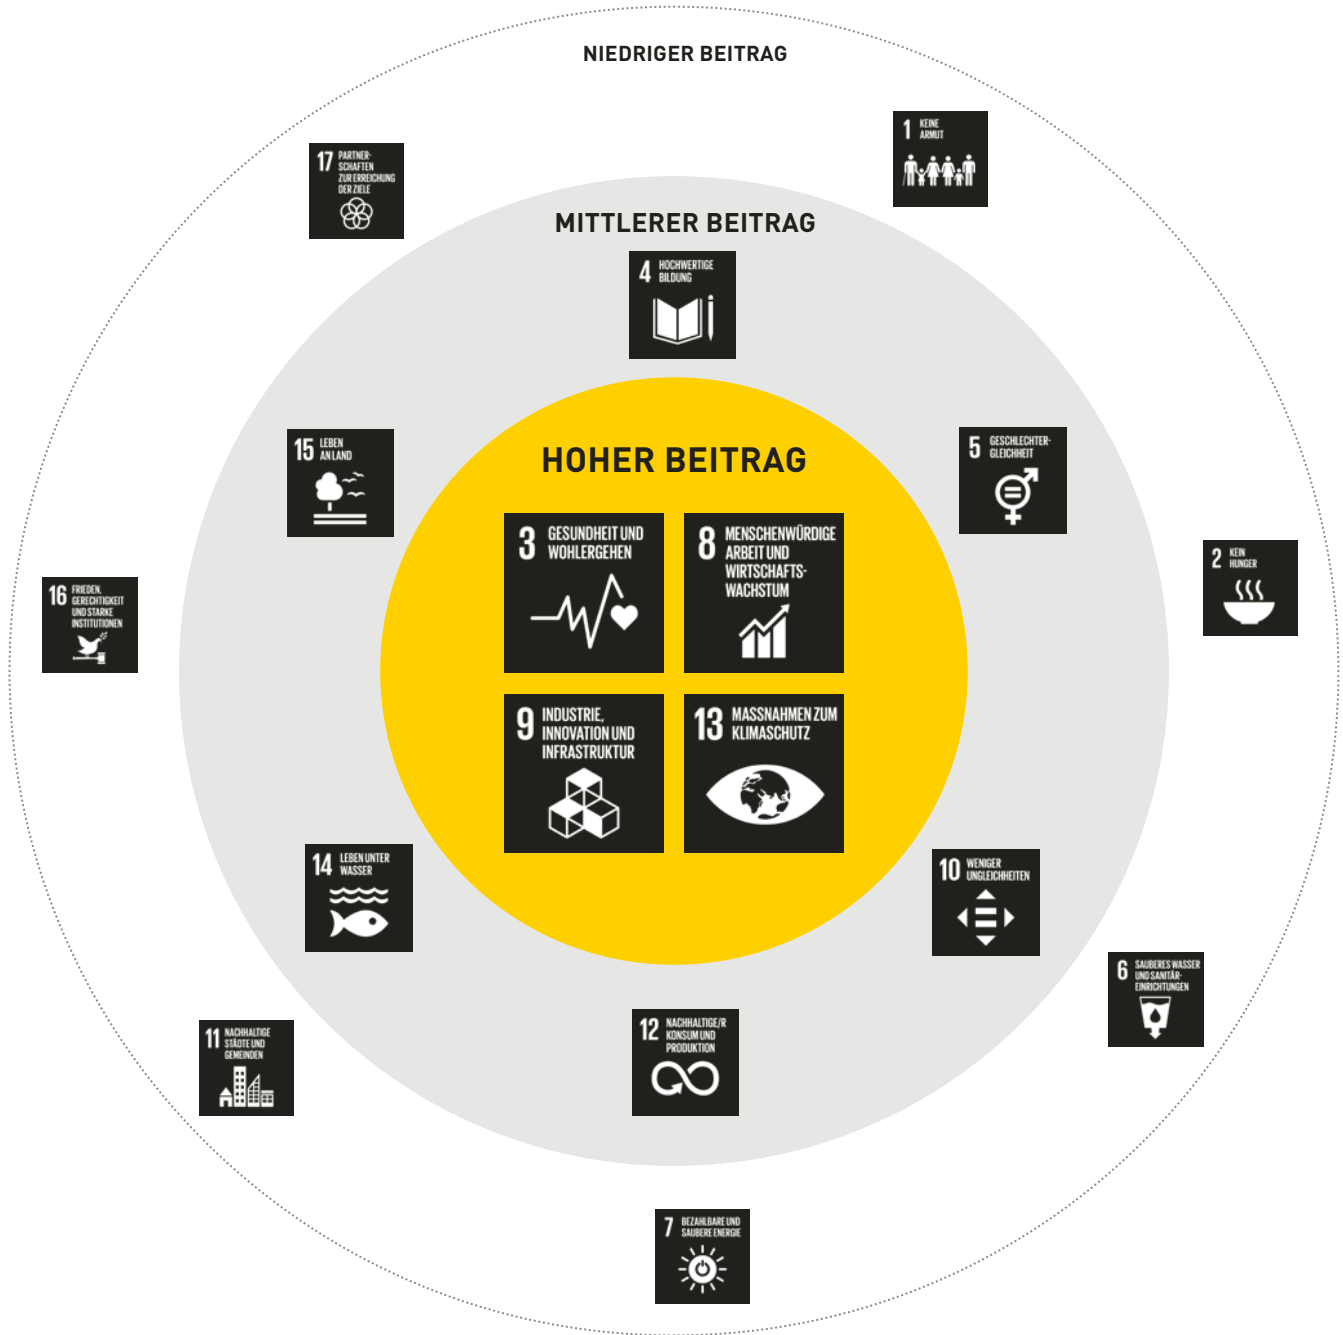 NIEDRIGER BEITRAG
1 KEINE
ARMUT
17 PARTNER-
SCHAFTEN
ZUR ERREICHUNG
DER ZIELE
MITTLERER BEITRAG
4 HOCHWERTIGE
BILDUNG
15 LEBEN
AN LAND
5 GESCHLECHTER-
GLEICHHEIT
HOHER BEITRAG
3 GESUNDHEIT UND
WOHLERGEHEN
8 MENSCHENWÜRDIGE
ARBEIT UND
WIRTSCHAFTS-
WACHSTUM
2 KEIN
HUNGER
16 FRIEDEN,
GERECHTIGKEIT
UND STARKE
INSTITUTIONEN
9 INDUSTRIE,
INNOVATION UND
INFRASTRUKTUR
13 MASSNAHMEN ZUM
KLIMASCHUTZ
14 LEBEN UNTER
WASSER
10 WENIGER
UNGLEICHHEITEN
6 SAUBERES WASSER
UND SANITÄR-
EINRICHTUNGEN
11 NACHHALTIGE
STÄDTE UND
GEMEINDEN
12 NACHHALTIGE/R
KONSUM UND
PRODUKTION
7 BEZAHLBARE UND
SAUBERE ENERGIE